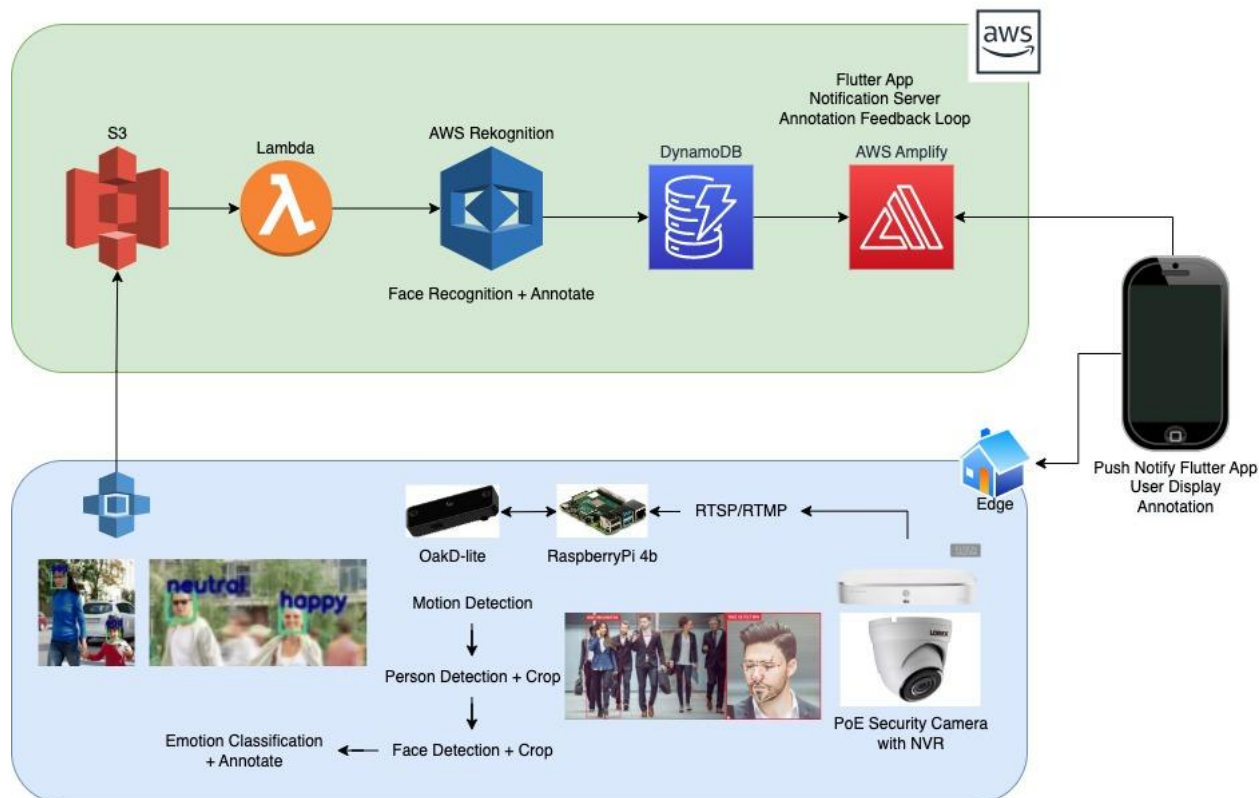 aws
Flutter App
Notification Server
Annotation Feedback Loop
S3
Lambda
AWS Rekognition
DynamoDB
AWS Amplify
Face Recognition + Annotate
Push Notify Flutter App
User Display
Annotation
Edge
OakD-lite
RaspberryPi 4b
RTSP/RTMP
neutral
happy
Motion Detection
Person Detection + Crop
Face Detection + Crop
Emotion Classification
+ Annotate
LOREX
PoE Security Camera
with NVR